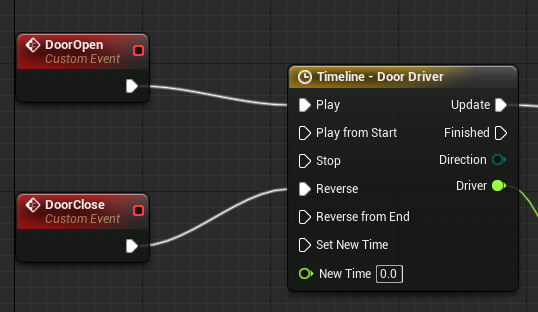 DoorOpen
Custom Event
DoorClose
Custom Event
Timeline - Door Driver
Play
Update
Play from Start
Finished
Stop
Direction
Reverse
Driver
Reverse from End
Set New Time
New Time 0.0